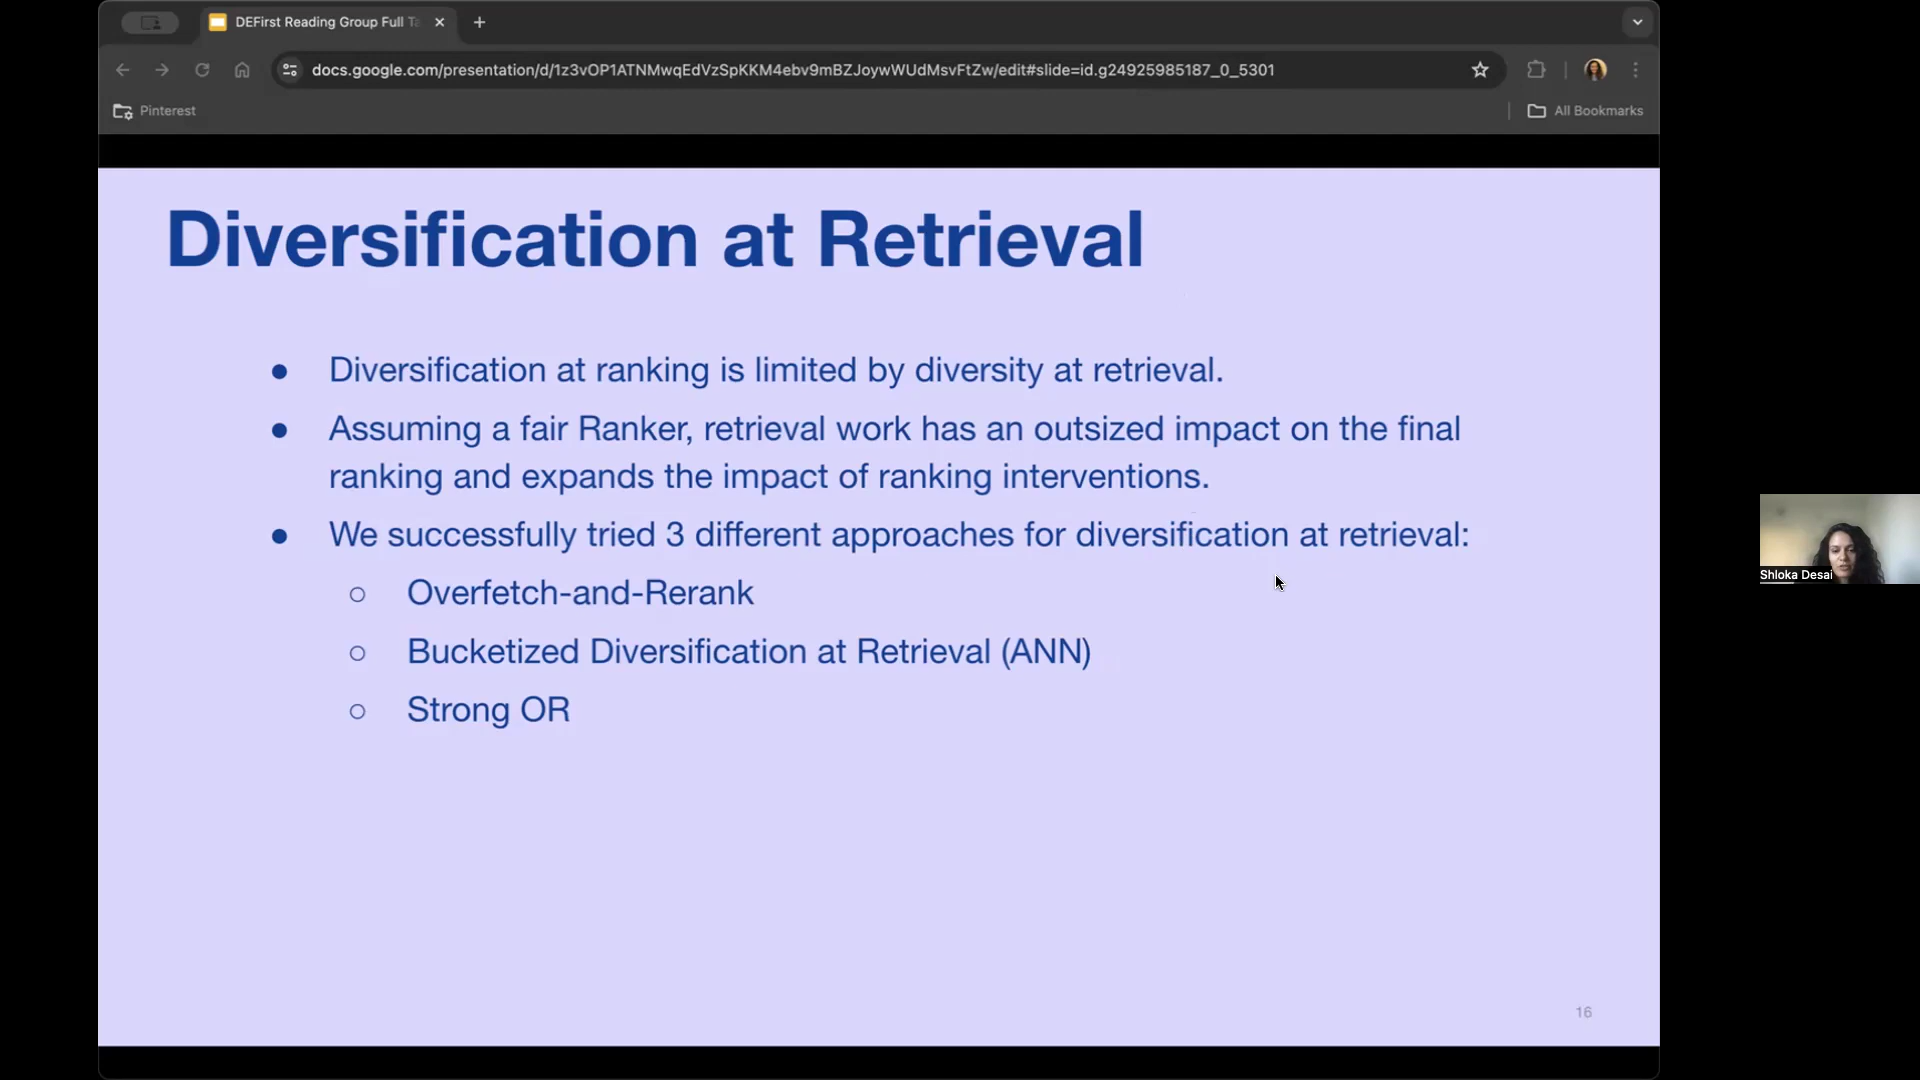 DEFirst Reading Group Full Ta
docs.google.com/presentation/d/1z3vOP1ATNMwqEdVzSpKKM4ebv9mBZJoywWUdMsvFtZw/edit#slide=id.g24925985187_0_5301
Pinterest
All Bookmarks
Diversification at Retrieval
● Diversification at ranking is limited by diversity at retrieval.
● Assuming a fair Ranker, retrieval work has an outsized impact on the final
ranking and expands the impact of ranking interventions.
● We successfully tried 3 different approaches for diversification at retrieval:
○ Overfetch-and-Rerank
○ Bucketized Diversification at Retrieval (ANN)
○ Strong OR
Shloka Desai
16